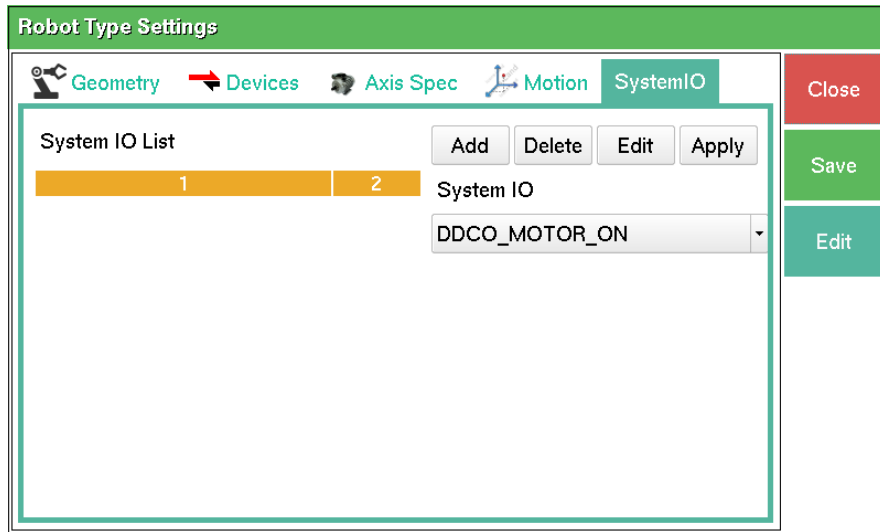 Robot Type Settings
Geometry Devices Axis Spec Motion SystemIO
Close
System IO List
Add Delete Edit Apply
Save
1 2
System IO
DDCO_MOTOR_ON
Edit